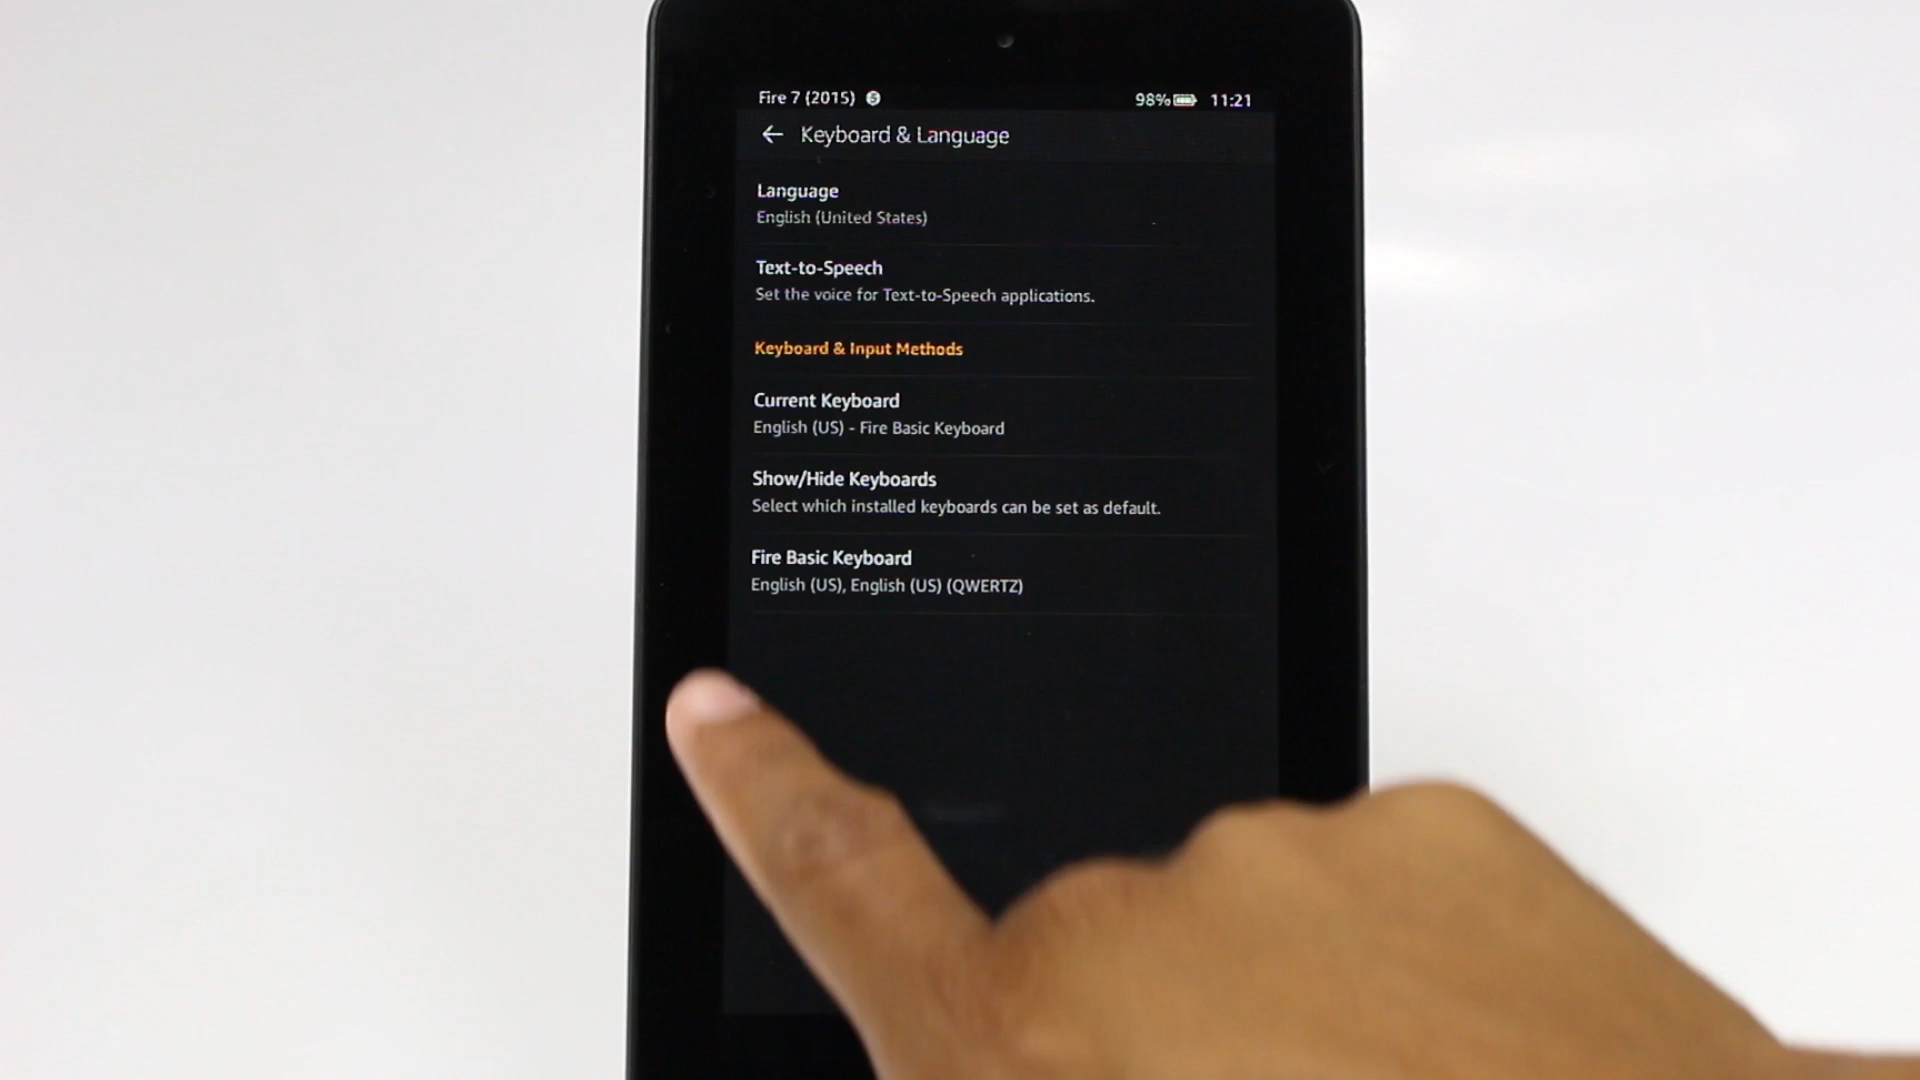 Fire 7 (2015) 5 98% 11:21
Keyboard & Language
Language
English (United States)
Text-to-Speech
Set the voice for Text-to-Speech applications.
Keyboard & Input Methods
Current Keyboard
English (US) - Fire Basic Keyboard
Show/Hide Keyboards
Select which installed keyboards can be set as default.
Fire Basic Keyboard
English (US), English (US) (QWERTZ)